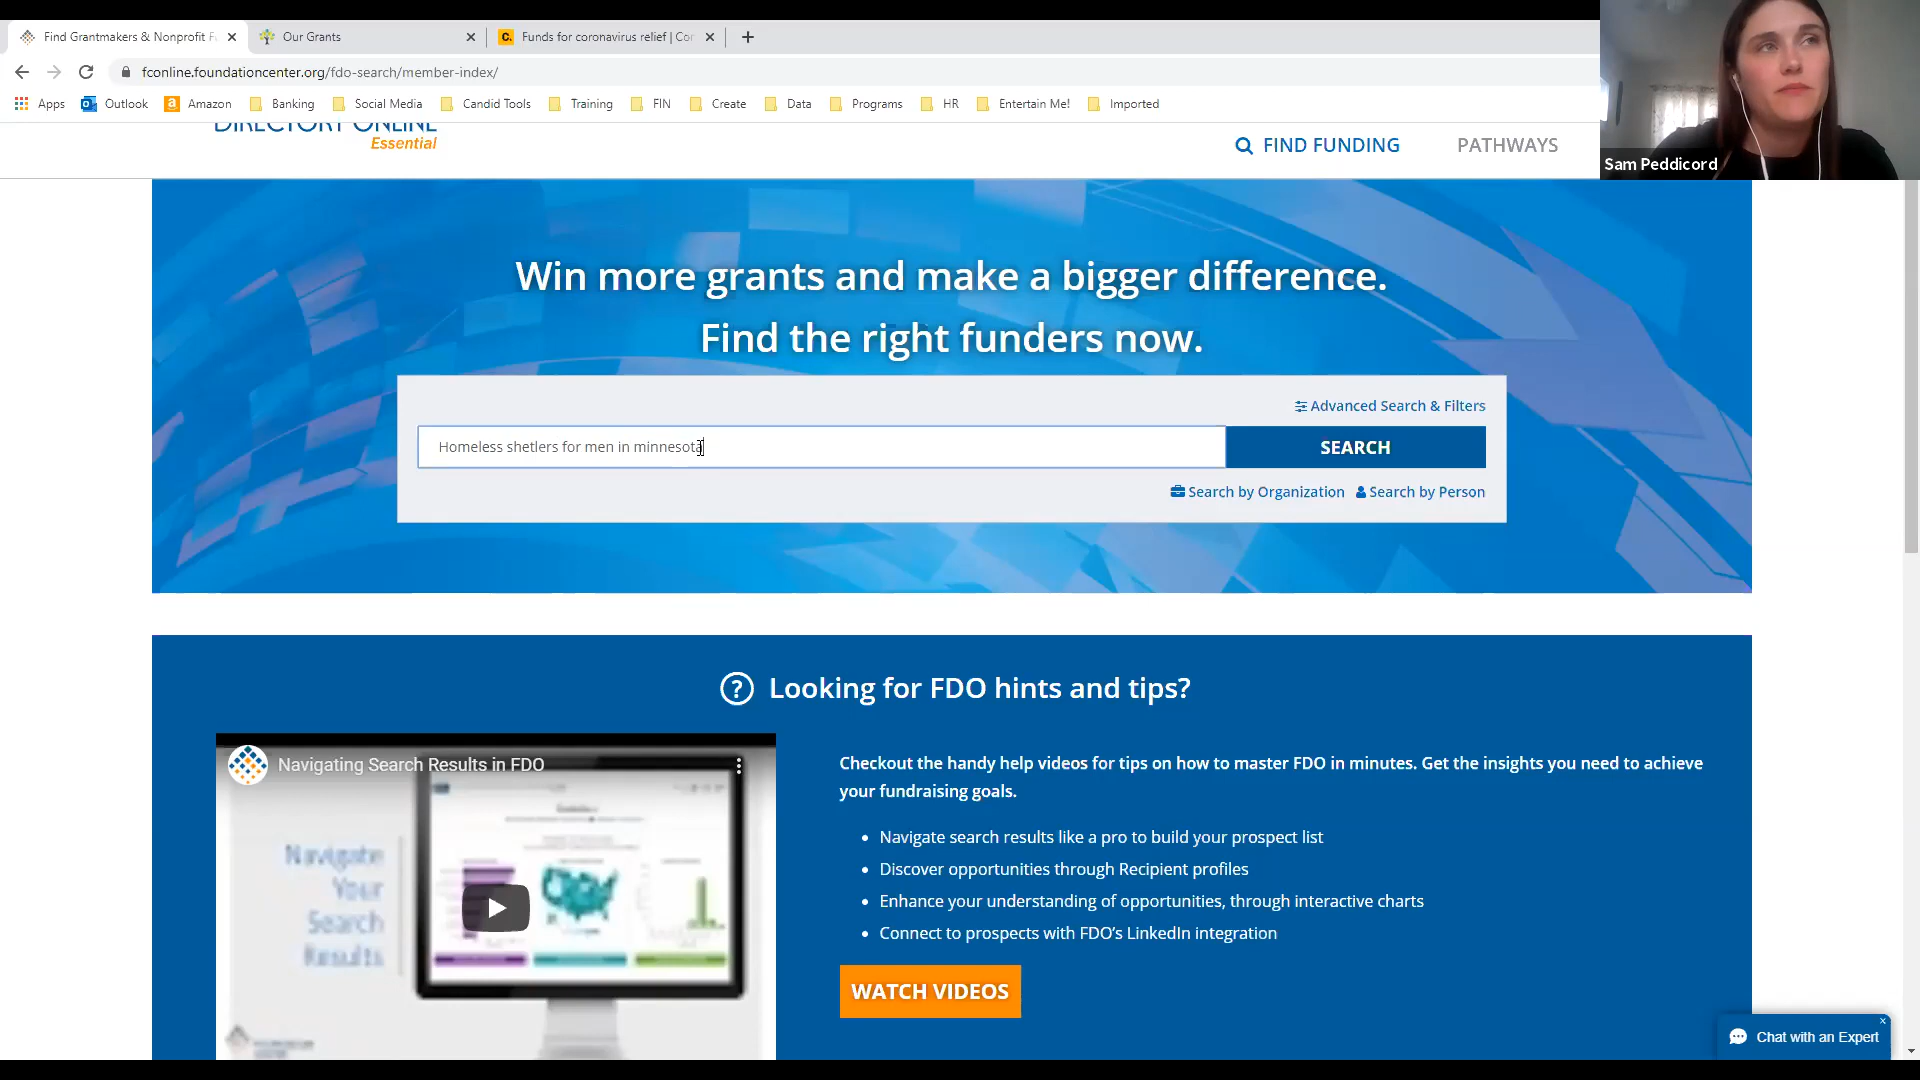 Find Grantmakers & Nonprofit F
Our Grants
Funds for coronavirus relief | Co
fconline.foundationcenter.org/fdo-search/member-index/
Apps
Outlook
Amazon
Banking
Social Media
Candid Tools
Training
FIN
Create
Data
Programs
HR
Entertain Me!
Imported
Sam Peddicord
DIRECTORY ONLINE
Essential
FIND FUNDING
PATHWAYS
Win more grants and make a bigger difference.
Find the right funders now.
Advanced Search & Filters
Homeless shetlers for men in minnesota
SEARCH
Search by Organization
Search by Person
Looking for FDO hints and tips?
Navigating Search Results in FDO
Navigate
Your
Search
Results
Checkout the handy help videos for tips on how to master FDO in minutes. Get the insights you need to achieve
your fundraising goals.
Navigate search results like a pro to build your prospect list
Discover opportunities through Recipient profiles
Enhance your understanding of opportunities, through interactive charts
Connect to prospects with FDO's LinkedIn integration
WATCH VIDEOS
Chat with an Expert